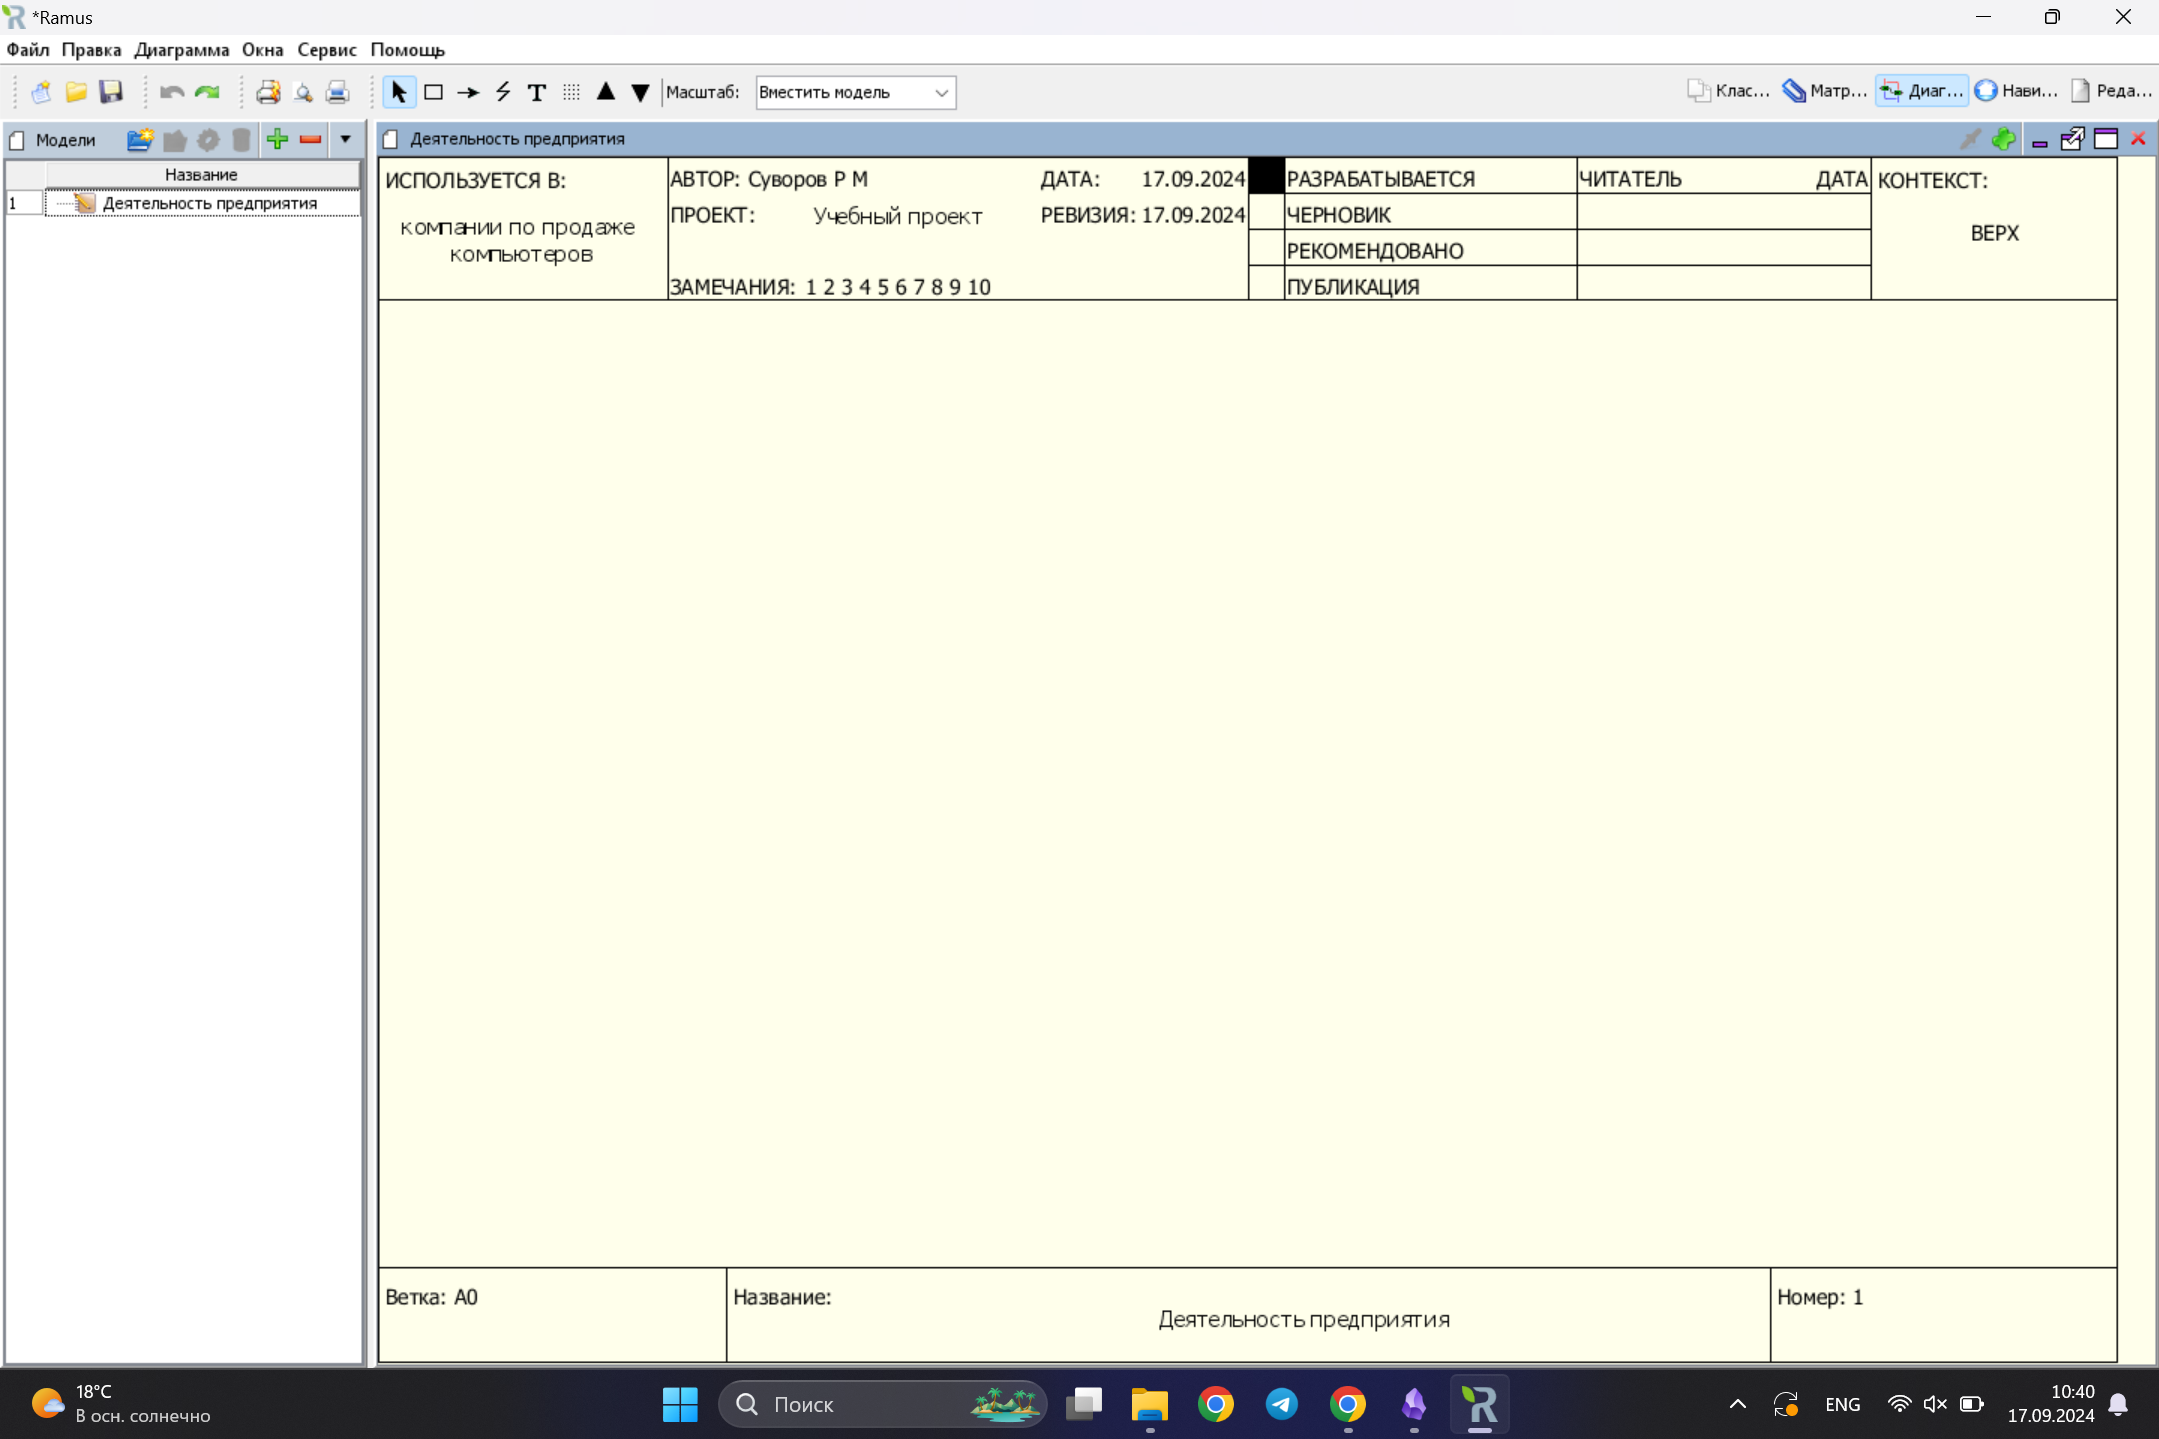 *Ramus
Файл Правка Диаграмма Окна Сервис Помощь
T Масштаб: Вместить модель Клас... Матр... Диаг... Нави... Реда...
Модели
Название
1 Деятельность предприятия
Деятельность предприятия
ИСПОЛЬЗУЕТСЯ В:
компании по продаже
компьютеров
АВТОР: Суворов Р М ДАТА: 17.09.2024
ПРОЕКТ: Учебный проект РЕВИЗИЯ: 17.09.2024
ЗАМЕЧАНИЯ: 1 2 3 4 5 6 7 8 9 10
РАЗРАБАТЫВАЕТСЯ
ЧЕРНОВИК
РЕКОМЕНДОВАНО
ПУБЛИКАЦИЯ
ЧИТАТЕЛЬ ДАТА
КОНТЕКСТ:
ВЕРХ
Ветка: A0
Название:
Деятельность предприятия
Номер: 1
18°C
В осн. солнечно
Поиск
ENG
10:40
17.09.2024